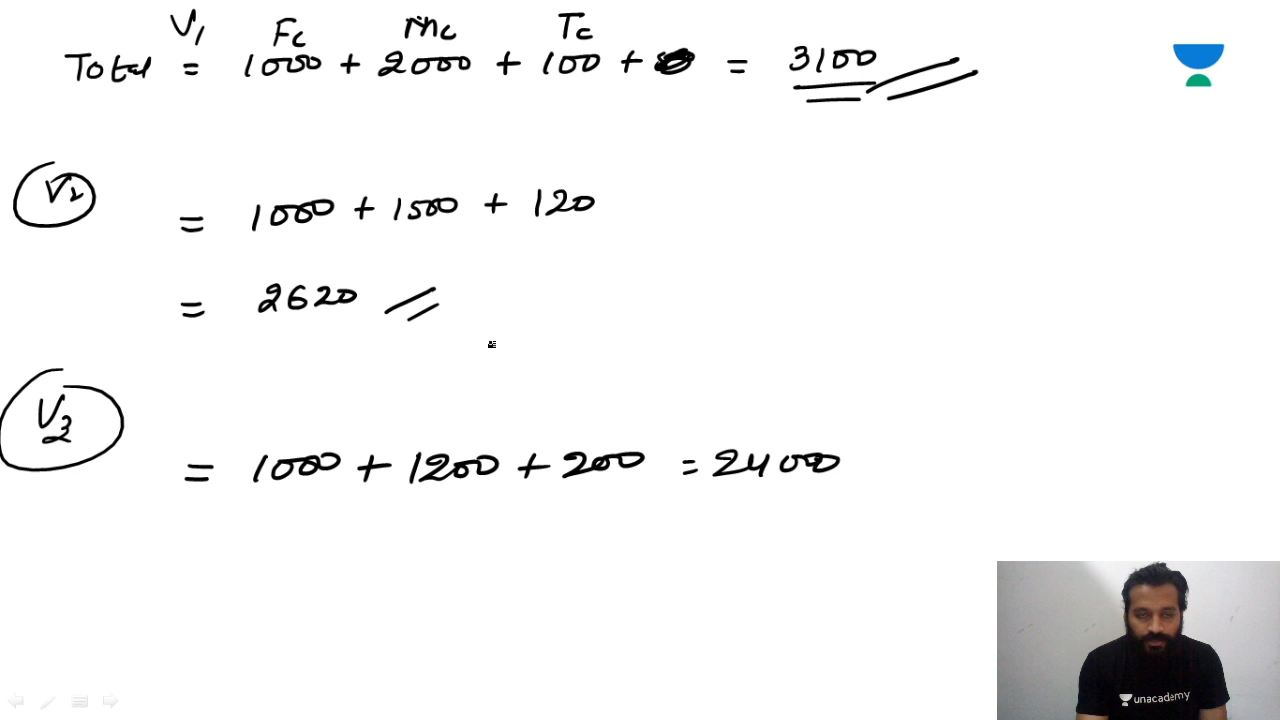 V1 Fc Mc Tc
Total = 1000 + 2000 + 100 + = 3100
V2
= 1000 + 1500 + 120
= 2620
V3
= 1000 + 1200 + 200 = 2400
unacademy